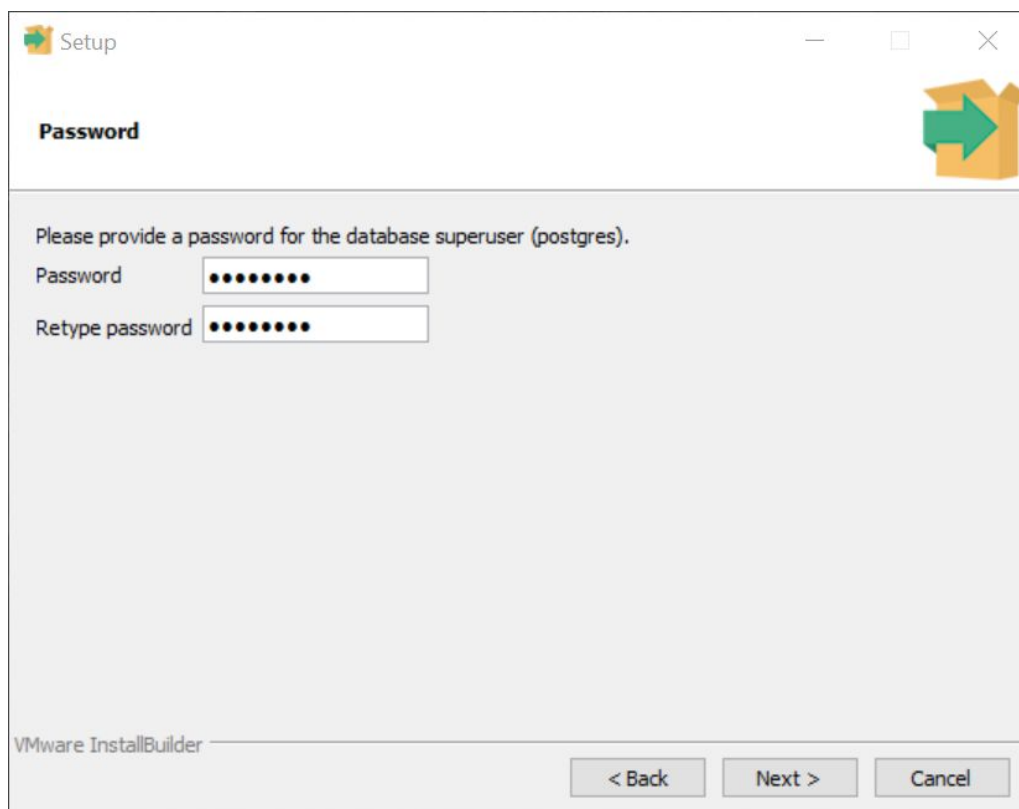 Setup
Password
Please provide a password for the database superuser (postgres).
Password ••••••••
Retype password ••••••••
VMware InstallBuilder
< Back Next > Cancel